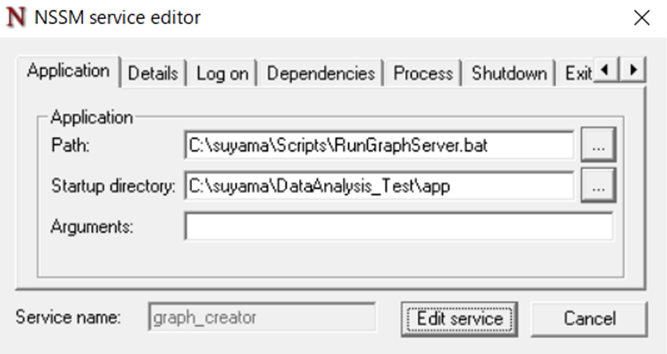 NSSM service editor
Application Details Log on Dependencies Process Shutdown Exit
Application
Path: C:\suyama\Scripts\RunGraphServer.bat ...
Startup directory: C:\suyama\DataAnalysis_Test\app ...
Arguments:
Service name: graph_creator Edit service Cancel